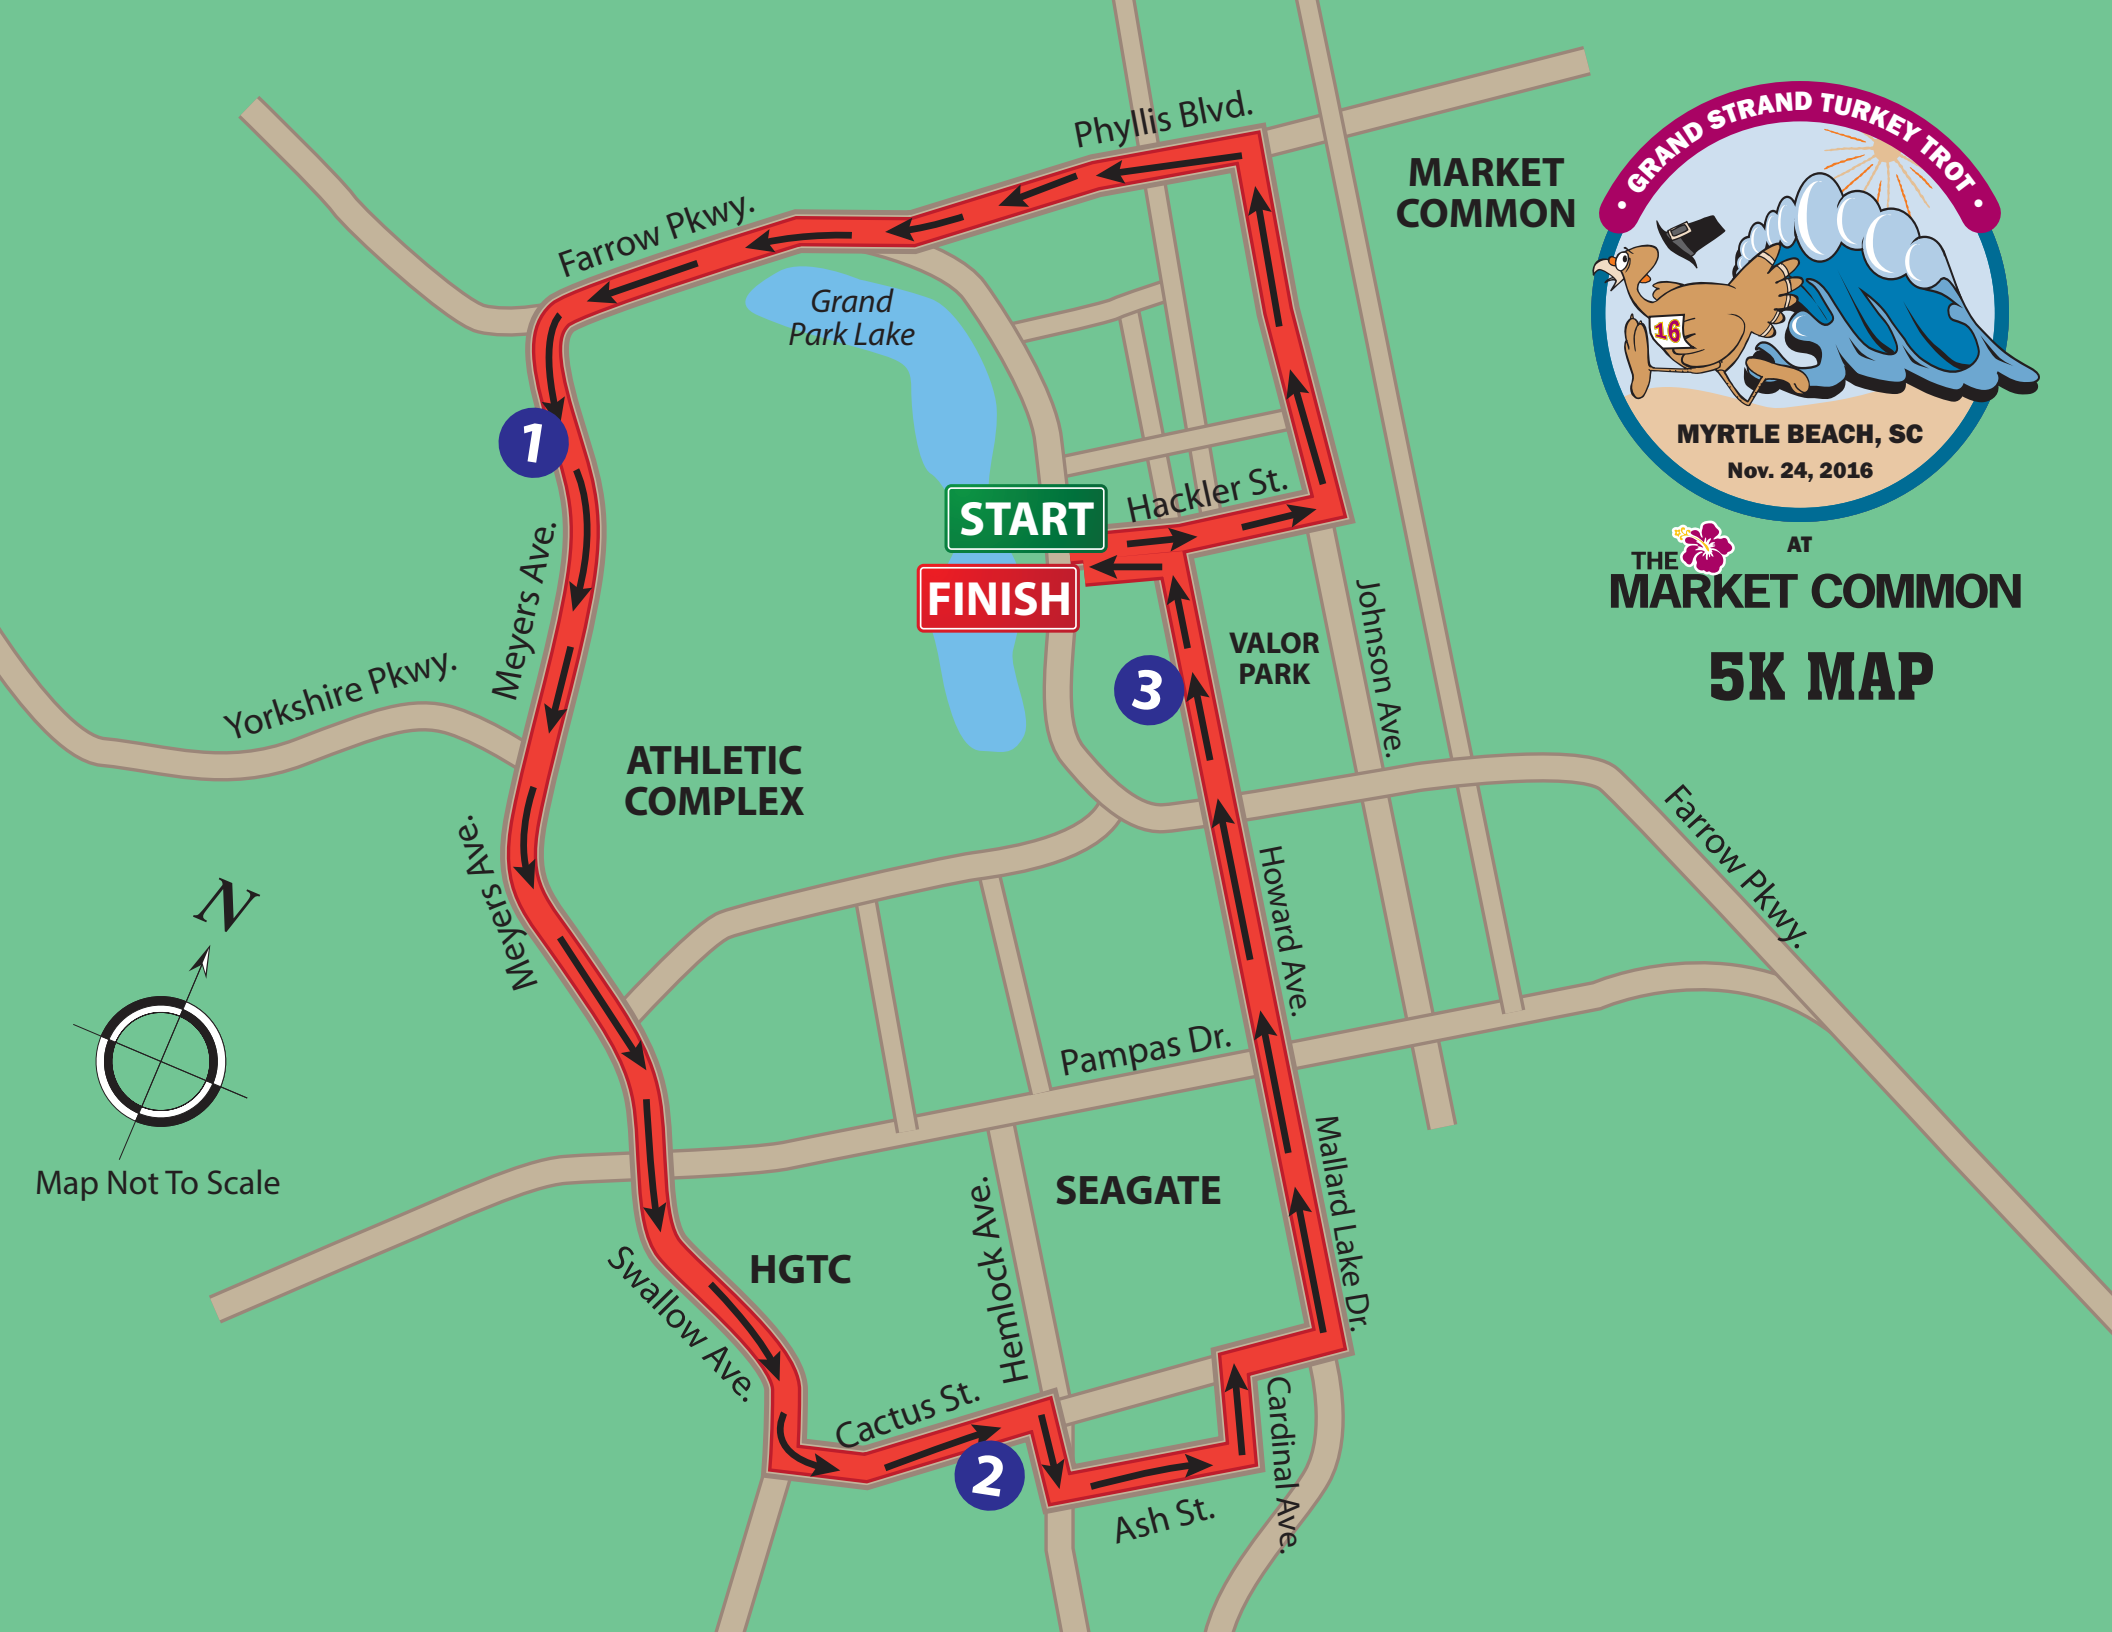 GRAND STRAND TURKEY TROT
16
MYRTLE BEACH, SC
Nov. 24, 2016
AT
THE
MARKET COMMON
5K MAP
Phyllis Blvd.
MARKET
COMMON
Farrow Pkwy.
Grand
Park Lake
1
Hackler St.
START
FINISH
Meyers Ave.
Johnson Ave.
VALOR
PARK
3
Yorkshire Pkwy.
ATHLETIC
COMPLEX
Farrow Pkwy.
Meyers Ave.
Howard Ave.
N
Pampas Dr.
Map Not To Scale
Mallard Lake Dr.
SEAGATE
Hemlock Ave.
HGTC
Swallow Ave.
Cactus St.
Cardinal Ave.
2
Ash St.